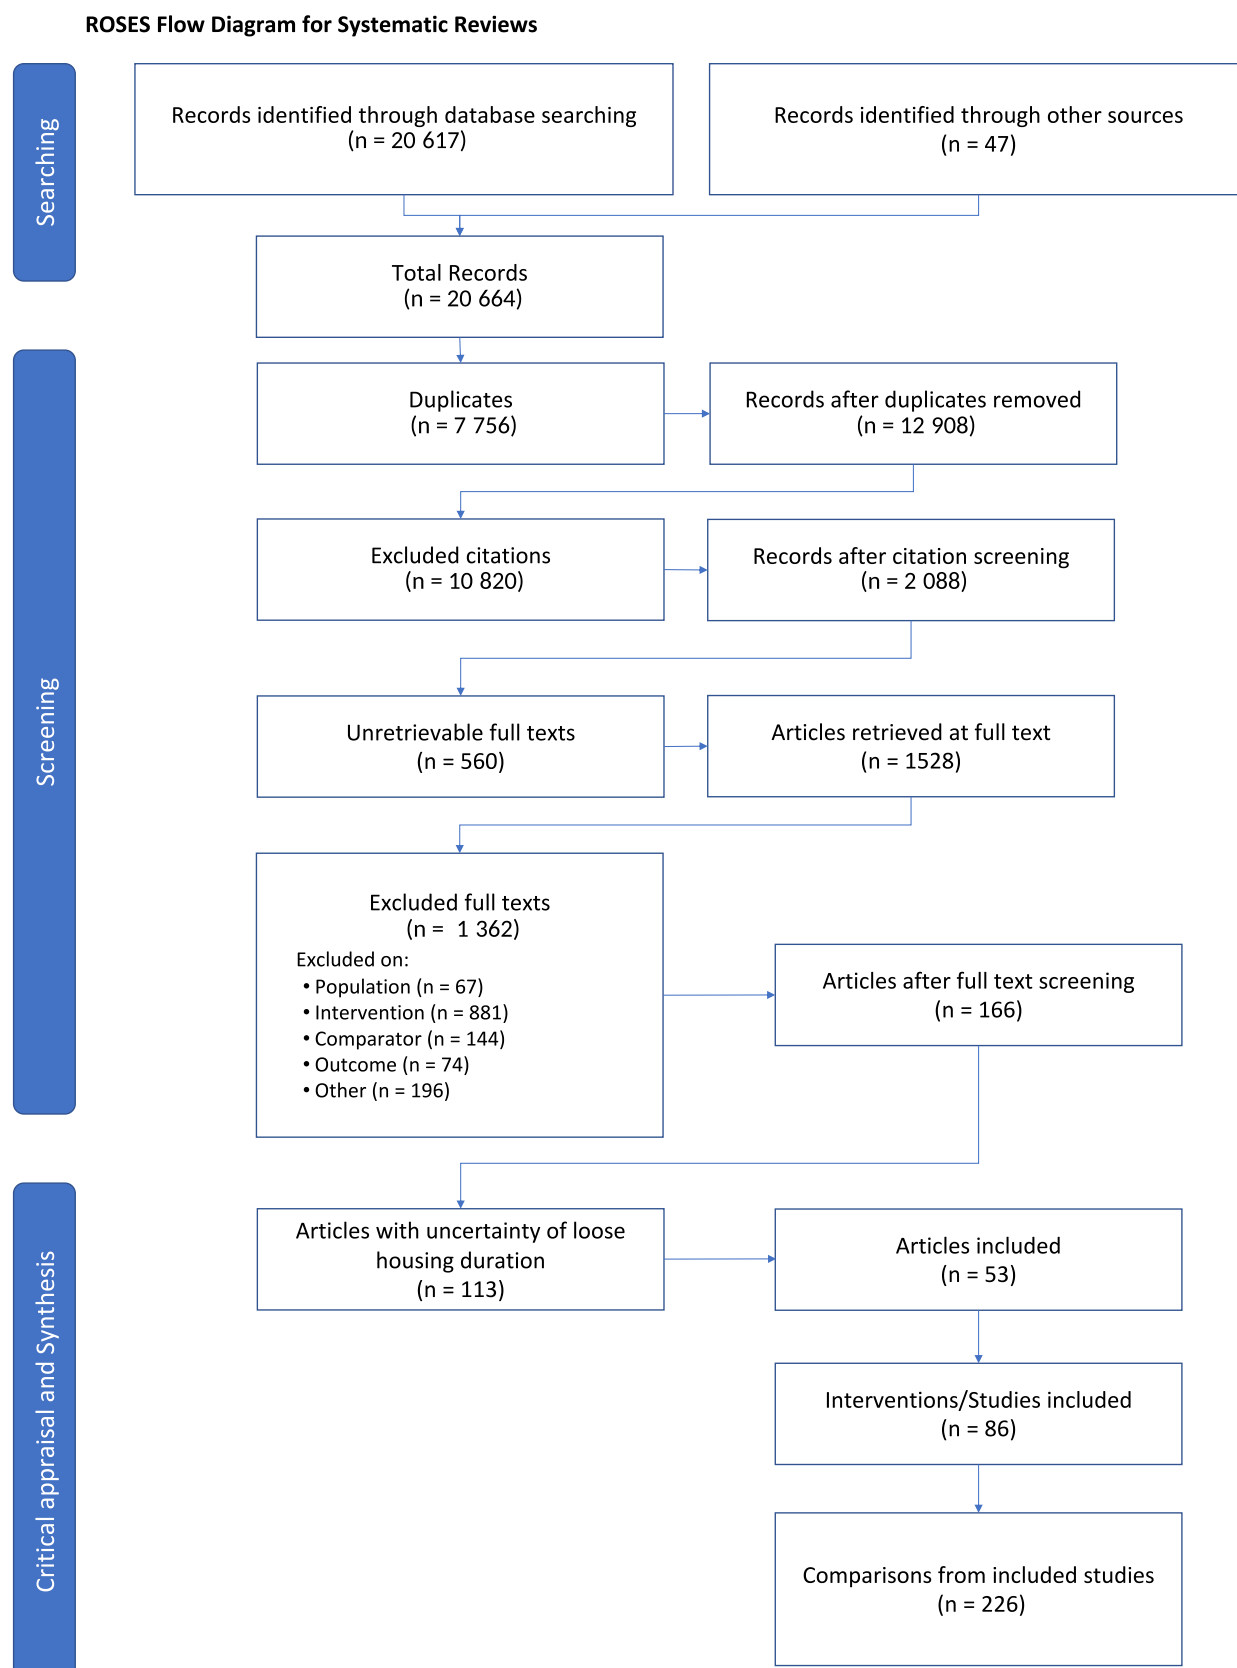 ROSES Flow Diagram for Systematic Reviews
Searching
Records identified through database searching
(n = 20 617)
Records identified through other sources
(n = 47)
Total Records
(n = 20 664)
Screening
Duplicates
(n = 7 756)
Records after duplicates removed
(n = 12 908)
Excluded citations
(n = 10 820)
Records after citation screening
(n = 2 088)
Unretrievable full texts
(n = 560)
Articles retrieved at full text
(n = 1528)
Excluded full texts
(n =  1 362)
Excluded on:
• Population (n = 67)
• Intervention (n = 881)
• Comparator (n = 144)
• Outcome (n = 74)
• Other (n = 196)
Articles after full text screening
(n = 166)
Critical appraisal and Synthesis
Articles with uncertainty of loose
housing duration
(n = 113)
Articles included
(n = 53)
Interventions/Studies included
(n = 86)
Comparisons from included studies
(n = 226)